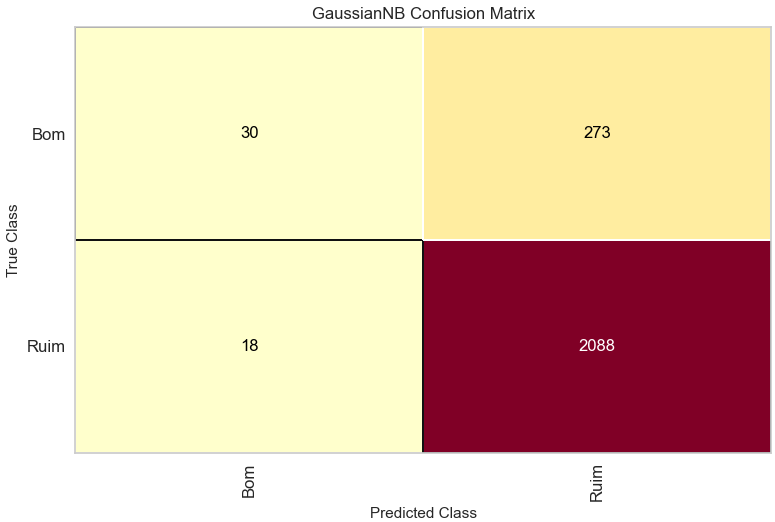 GaussianNB Confusion Matrix
True Class
Bom
30
273
Ruim
18
2088
Bom
Ruim
Predicted Class